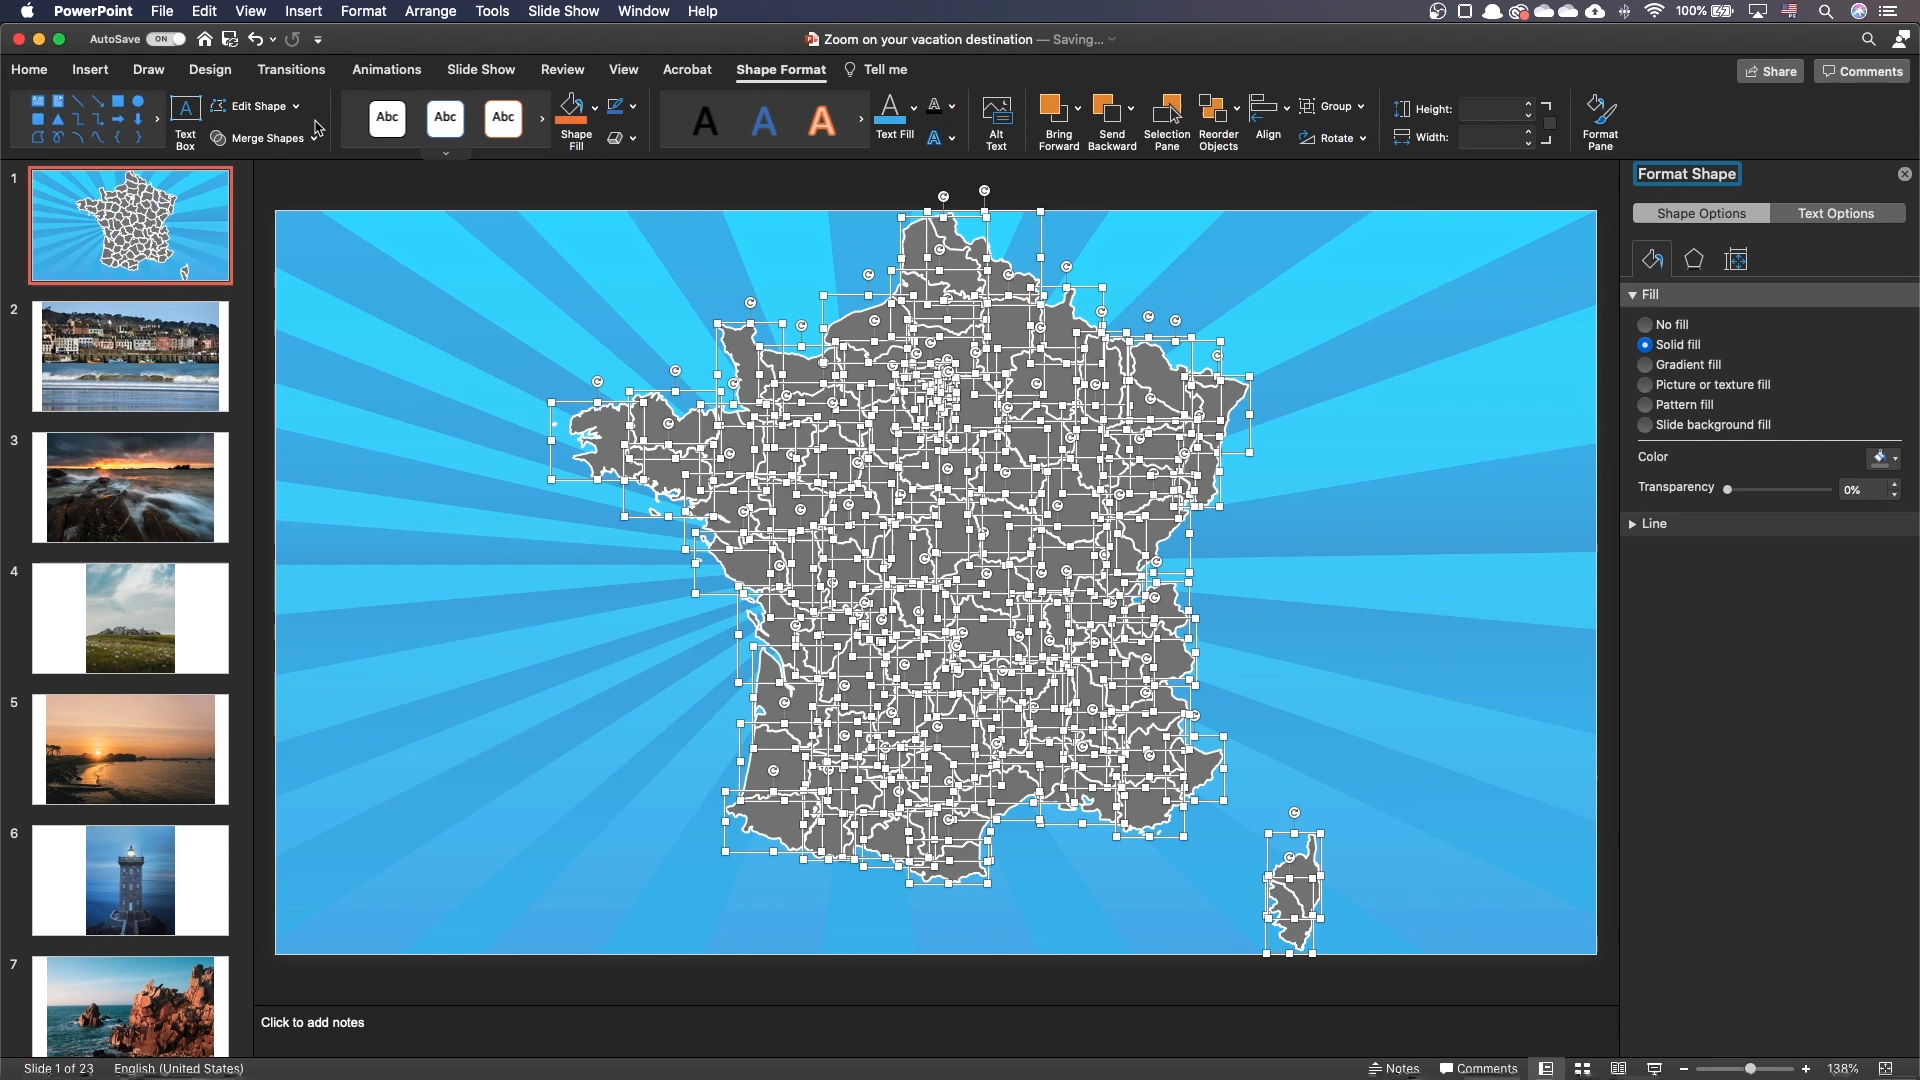 PowerPoint File Edit View Insert Format Arrange Tools Slide Show Window Help 100%
AutoSave ON Zoom on your vacation destination — Saving...
Home Insert Draw Design Transitions Animations Slide Show Review View Acrobat Shape Format Tell me Share Comments
Text Box Edit Shape Merge Shapes Abc Abc Abc Shape Fill A A A Text Fill Alt Text Bring Forward Send Backward Selection Pane Reorder Objects Align Group Rotate Height: Width: Format Pane
1
2
3
4
5
6
7
Format Shape
Shape Options Text Options
Fill
No fill
Solid fill
Gradient fill
Picture or texture fill
Pattern fill
Slide background fill
Color
Transparency 0%
Line
Click to add notes
Slide 1 of 23 English (United States) Notes Comments 138%